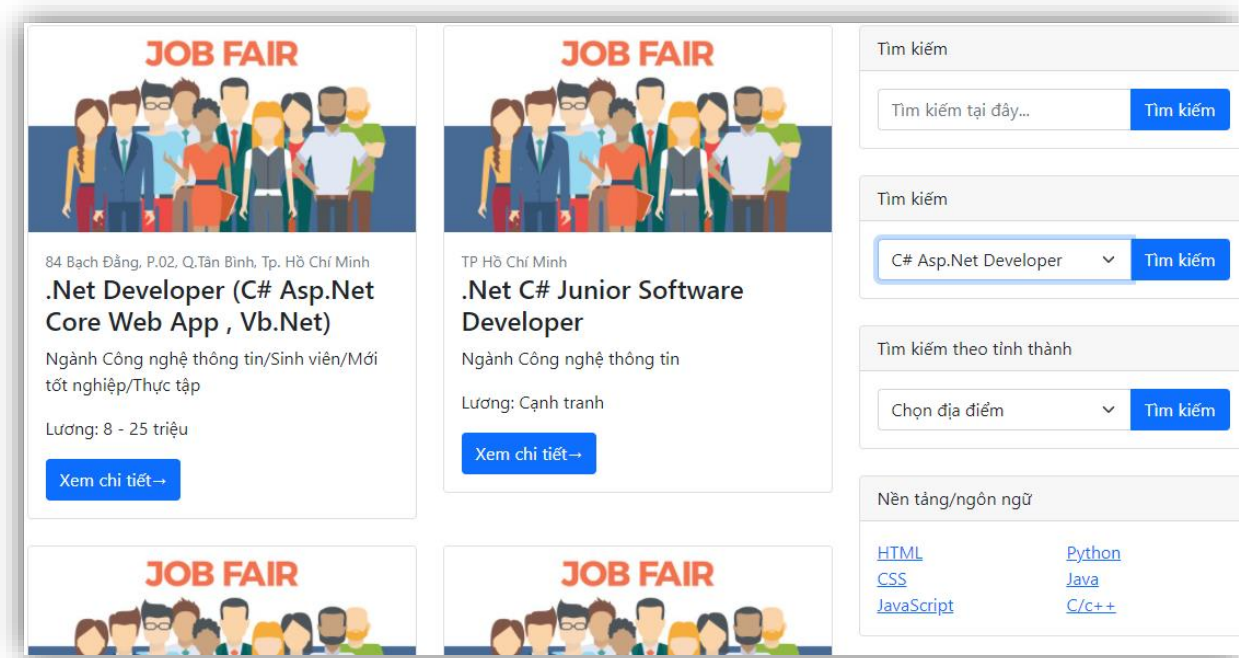 JOB FAIR
84 Bạch Đằng, P.02, Q.Tân Bình, Tp. Hồ Chí Minh
.Net Developer (C# Asp.Net
Core Web App , Vb.Net)
Ngành Công nghệ thông tin/Sinh viên/Mới
tốt nghiệp/Thực tập
Lương: 8 - 25 triệu
Xem chi tiết→
JOB FAIR
TP Hồ Chí Minh
.Net C# Junior Software
Developer
Ngành Công nghệ thông tin
Lương: Cạnh tranh
Xem chi tiết→
JOB FAIR
JOB FAIR
Tìm kiếm
Tìm kiếm tại đây...
Tìm kiếm
Tìm kiếm
C# Asp.Net Developer
Tìm kiếm
Tìm kiếm theo tỉnh thành
Chọn địa điểm
Tìm kiếm
Nền tảng/ngôn ngữ
HTML
Python
CSS
Java
JavaScript
C/c++